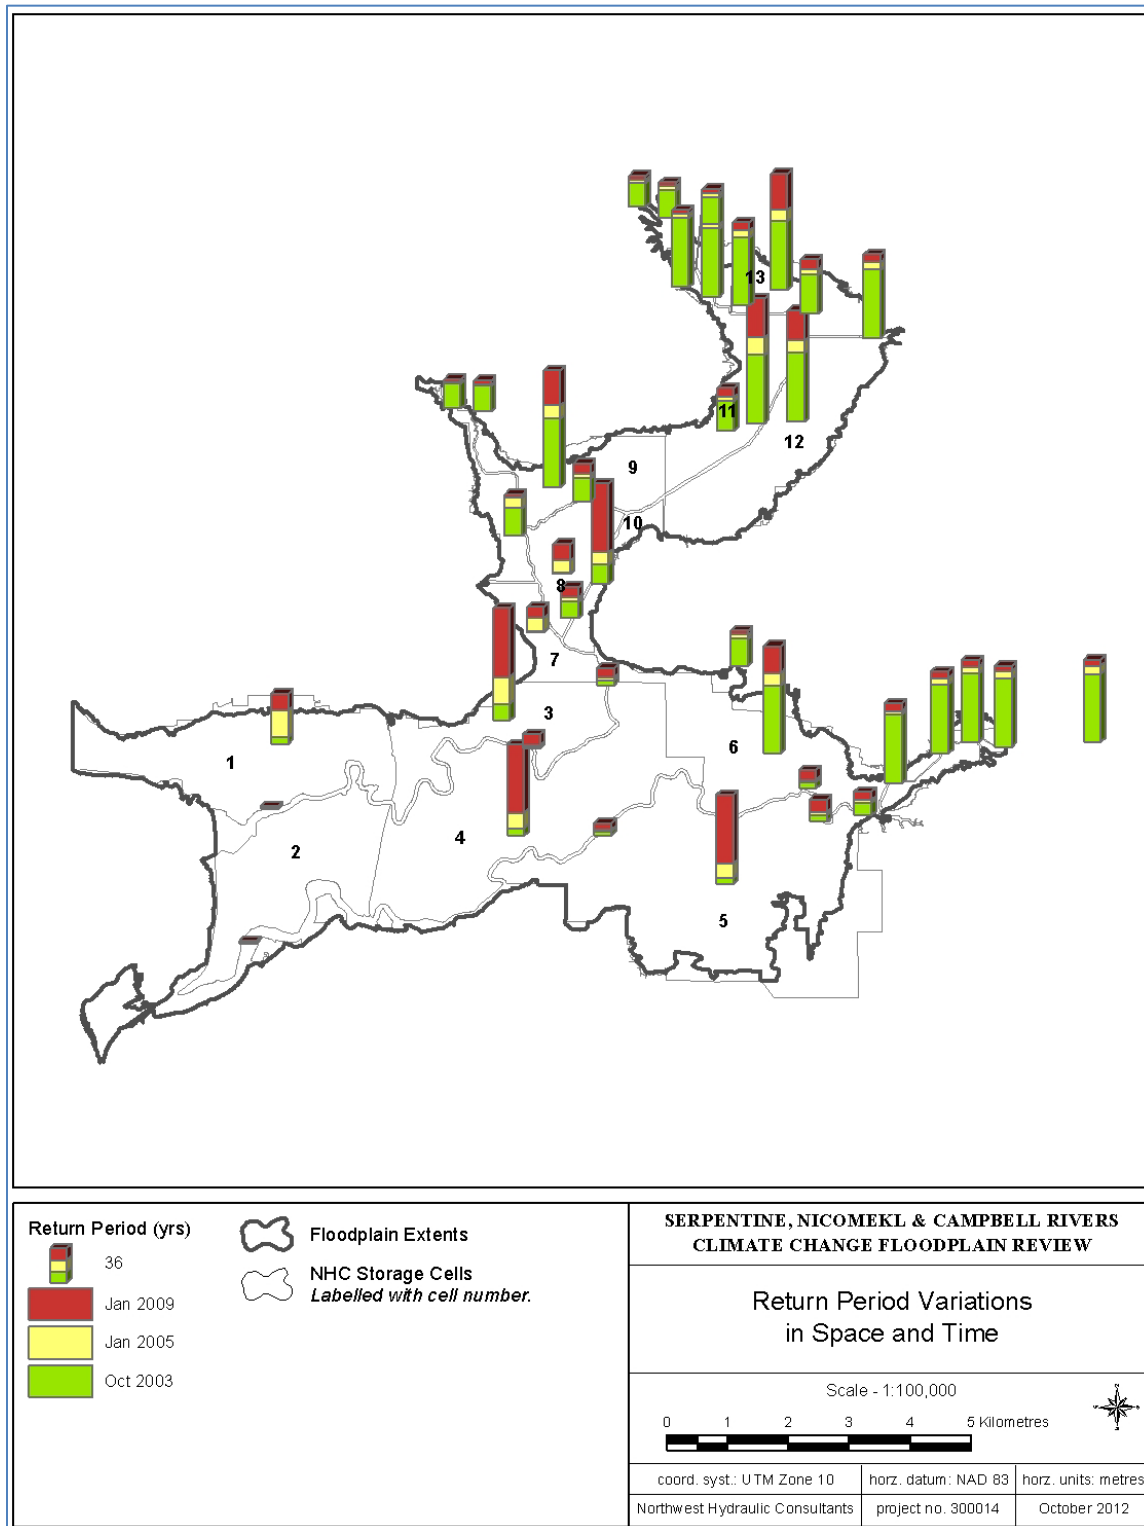 13
11
12
9
10
8
7
3
6
1
4
2
5
Return Period (yrs)
36
Jan 2009
Jan 2005
Oct 2003
Floodplain Extents
NHC Storage Cells
Labelled with cell number.
SERPENTINE, NICOMEKL & CAMPBELL RIVERS
CLIMATE CHANGE FLOODPLAIN REVIEW
Return Period Variations
in Space and Time
Scale - 1:100,000
0 1 2 3 4 5 Kilometres
coord. syst.: UTM Zone 10
horz. datum: NAD 83
horz. units: metres
Northwest Hydraulic Consultants
project no. 300014
October 2012